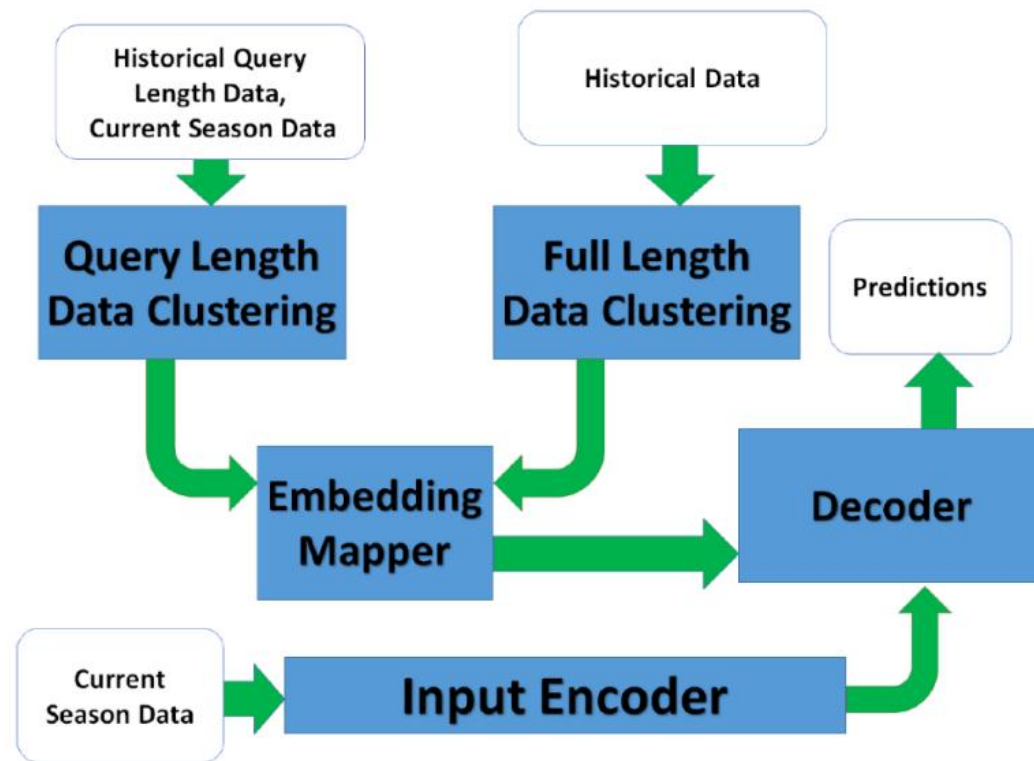 Historical Query
Length Data,
Current Season Data
Historical Data
Query Length
Data Clustering
Full Length
Data Clustering
Predictions
Embedding
Mapper
Decoder
Current
Season Data
Input Encoder